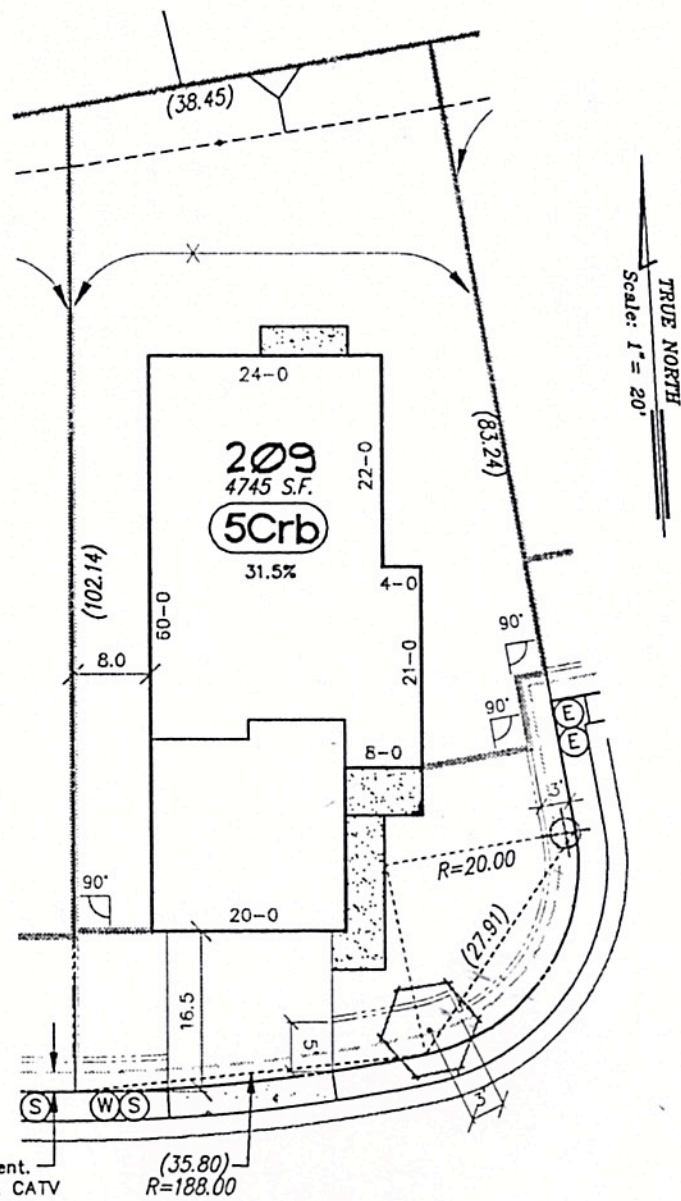 (38.45)
TRUE NORTH
Scale: 1" = 20'
24-0
2Ø9
4745 S.F.
5Crb
31.5%
22-0
(83.24)
(102.14)
60-0
4-0
8.0
21-0
90°
90°
E
E
8-0
3'
R=20.00
90°
20-0
(27.91)
16.5
5'
3'
S
W
S
ent.
CATV
(35.80)
R=188.00